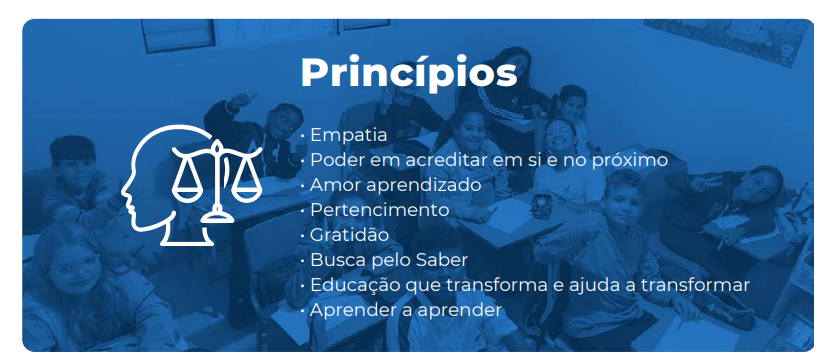 Princípios
• Empatia
• Poder em acreditar em si e no próximo
• Amor aprendizado
• Pertencimento
• Gratidão
• Busca pelo Saber
• Educação que transforma e ajuda a transformar
• Aprender a aprender